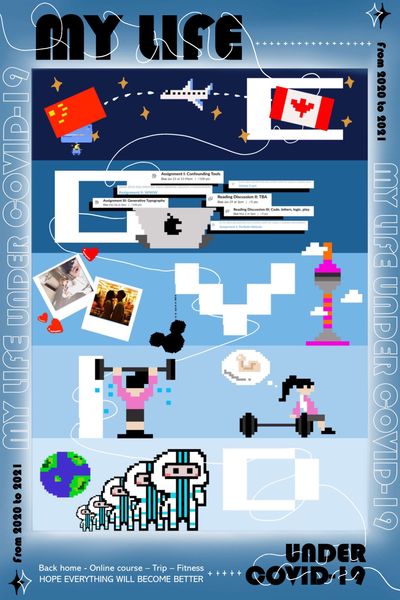 MY LIFE
from 2020 to 2021
MY LIFE UNDER COVID-19
MY LIFE UNDER COVID-19
C
Assignment I: Confounding Tools
Reading Discussion II: TBA
Assignment III: Generative Typography
Reading Discussion III: Code, letters, logic, play
O
V
I
D
from 2020 to 2021
Back home - Online course – Trip – Fitness
HOPE EVERYTHING WILL BECOME BETTER
UNDER
COVID-19